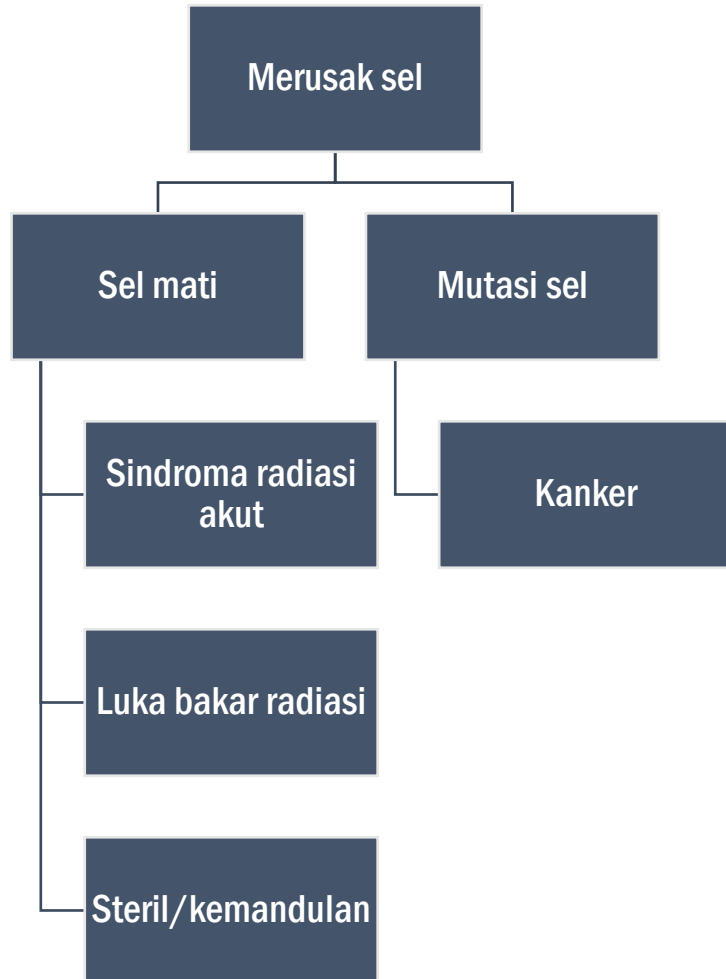 Merusak sel
Sel mati
Mutasi sel
Sindroma radiasi
akut
Kanker
Luka bakar radiasi
Steril/kemandulan